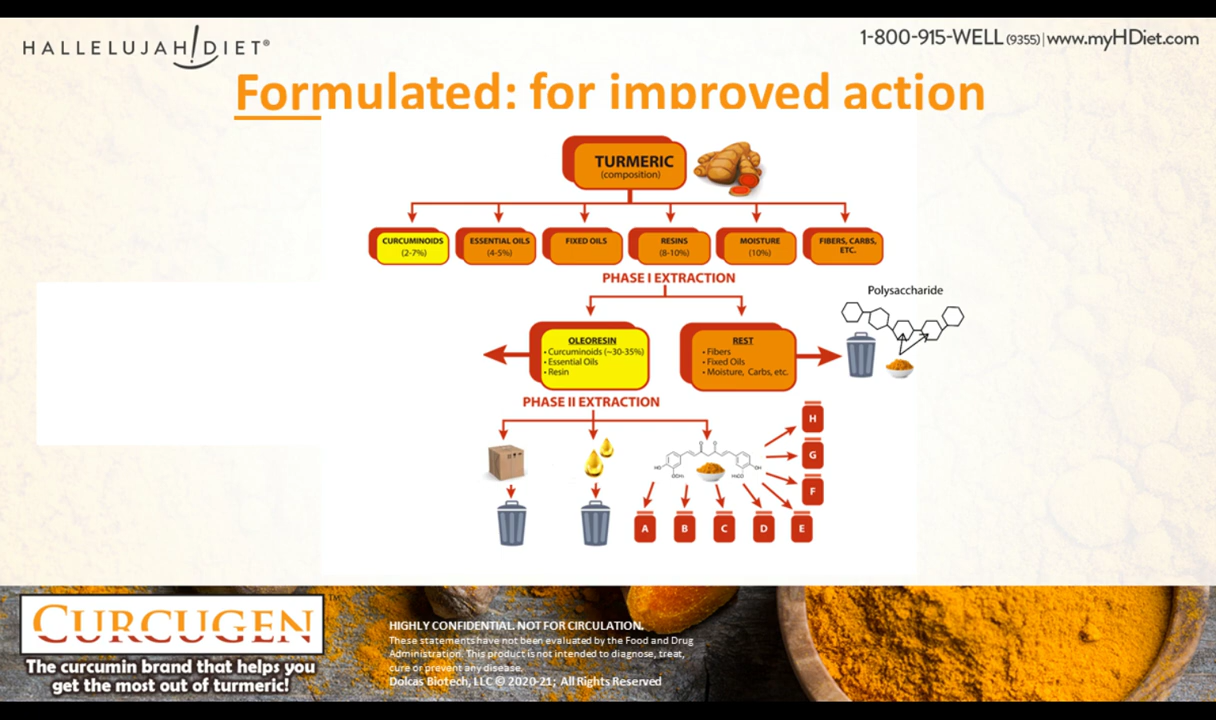 HALLELUJAH DIET®
1-800-915-WELL (9355) | www.myHDiet.com
Formulated: for improved action
TURMERIC
(composition)
CURCUMINOIDS
(2-7%)
ESSENTIAL OILS
(4-5%)
FIXED OILS
RESINS
(8-10%)
MOISTURE
(10%)
FIBERS, CARBS,
ETC.
PHASE I EXTRACTION
Polysaccharide
OLEORESIN
• Curcuminoids (~30-35%)
• Essential Oils
• Resin
REST
• Fibers
• Fixed Oils
• Moisture, Carbs, etc.
PHASE II EXTRACTION
O O
HO
OCH₃
H₃CO
OH
H
G
F
A
B
C
D
E
CURCUGEN™
The curcumin brand that helps you
get the most out of turmeric!
HIGHLY CONFIDENTIAL. NOT FOR CIRCULATION.
These statements have not been evaluated by the Food and Drug
Administration. This product is not intended to diagnose, treat,
cure or prevent any disease.
Dolcas Biotech, LLC © 2020-21; All Rights Reserved